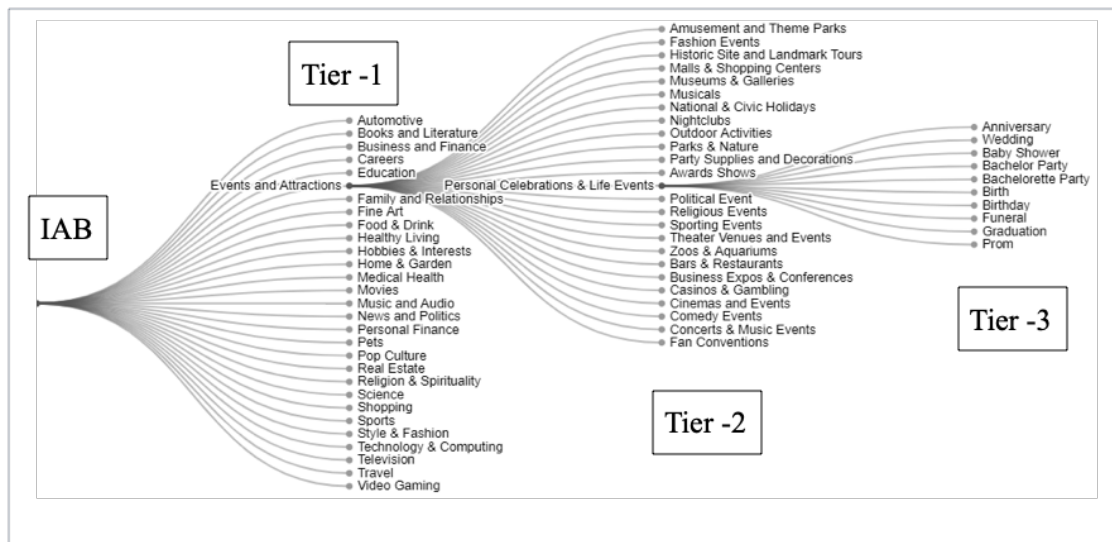 IAB
Tier -1
Automotive
Books and Literature
Business and Finance
Careers
Education
Events and Attractions
Family and Relationships
Fine Art
Food & Drink
Healthy Living
Hobbies & Interests
Home & Garden
Medical Health
Movies
Music and Audio
News and Politics
Personal Finance
Pets
Pop Culture
Real Estate
Religion & Spirituality
Science
Shopping
Sports
Style & Fashion
Technology & Computing
Television
Travel
Video Gaming
Amusement and Theme Parks
Fashion Events
Historic Site and Landmark Tours
Malls & Shopping Centers
Museums & Galleries
Musicals
National & Civic Holidays
Nightclubs
Outdoor Activities
Parks & Nature
Party Supplies and Decorations
Awards Shows
Personal Celebrations & Life Events
Political Event
Religious Events
Sporting Events
Theater Venues and Events
Zoos & Aquariums
Bars & Restaurants
Business Expos & Conferences
Casinos & Gambling
Cinemas and Events
Comedy Events
Concerts & Music Events
Fan Conventions
Tier -2
Anniversary
Wedding
Baby Shower
Bachelor Party
Bachelorette Party
Birth
Birthday
Funeral
Graduation
Prom
Tier -3